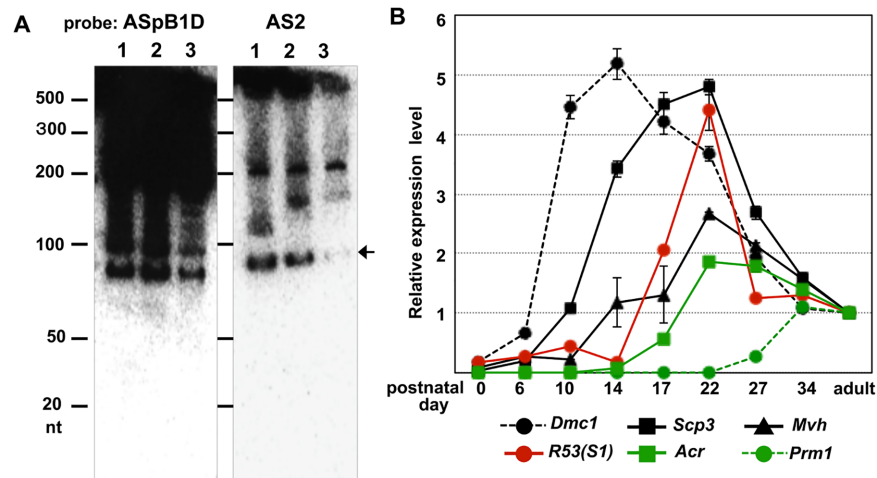 A
probe: ASpB1D AS2
1 2 3 1 2 3
500
300
200
100
50
20
nt
B
Relative expression level
6
5
4
3
2
1
postnatal day 0 6 10 14 17 22 27 34 adult
Dmc1 Scp3 Mvh
R53(S1) Acr Prm1